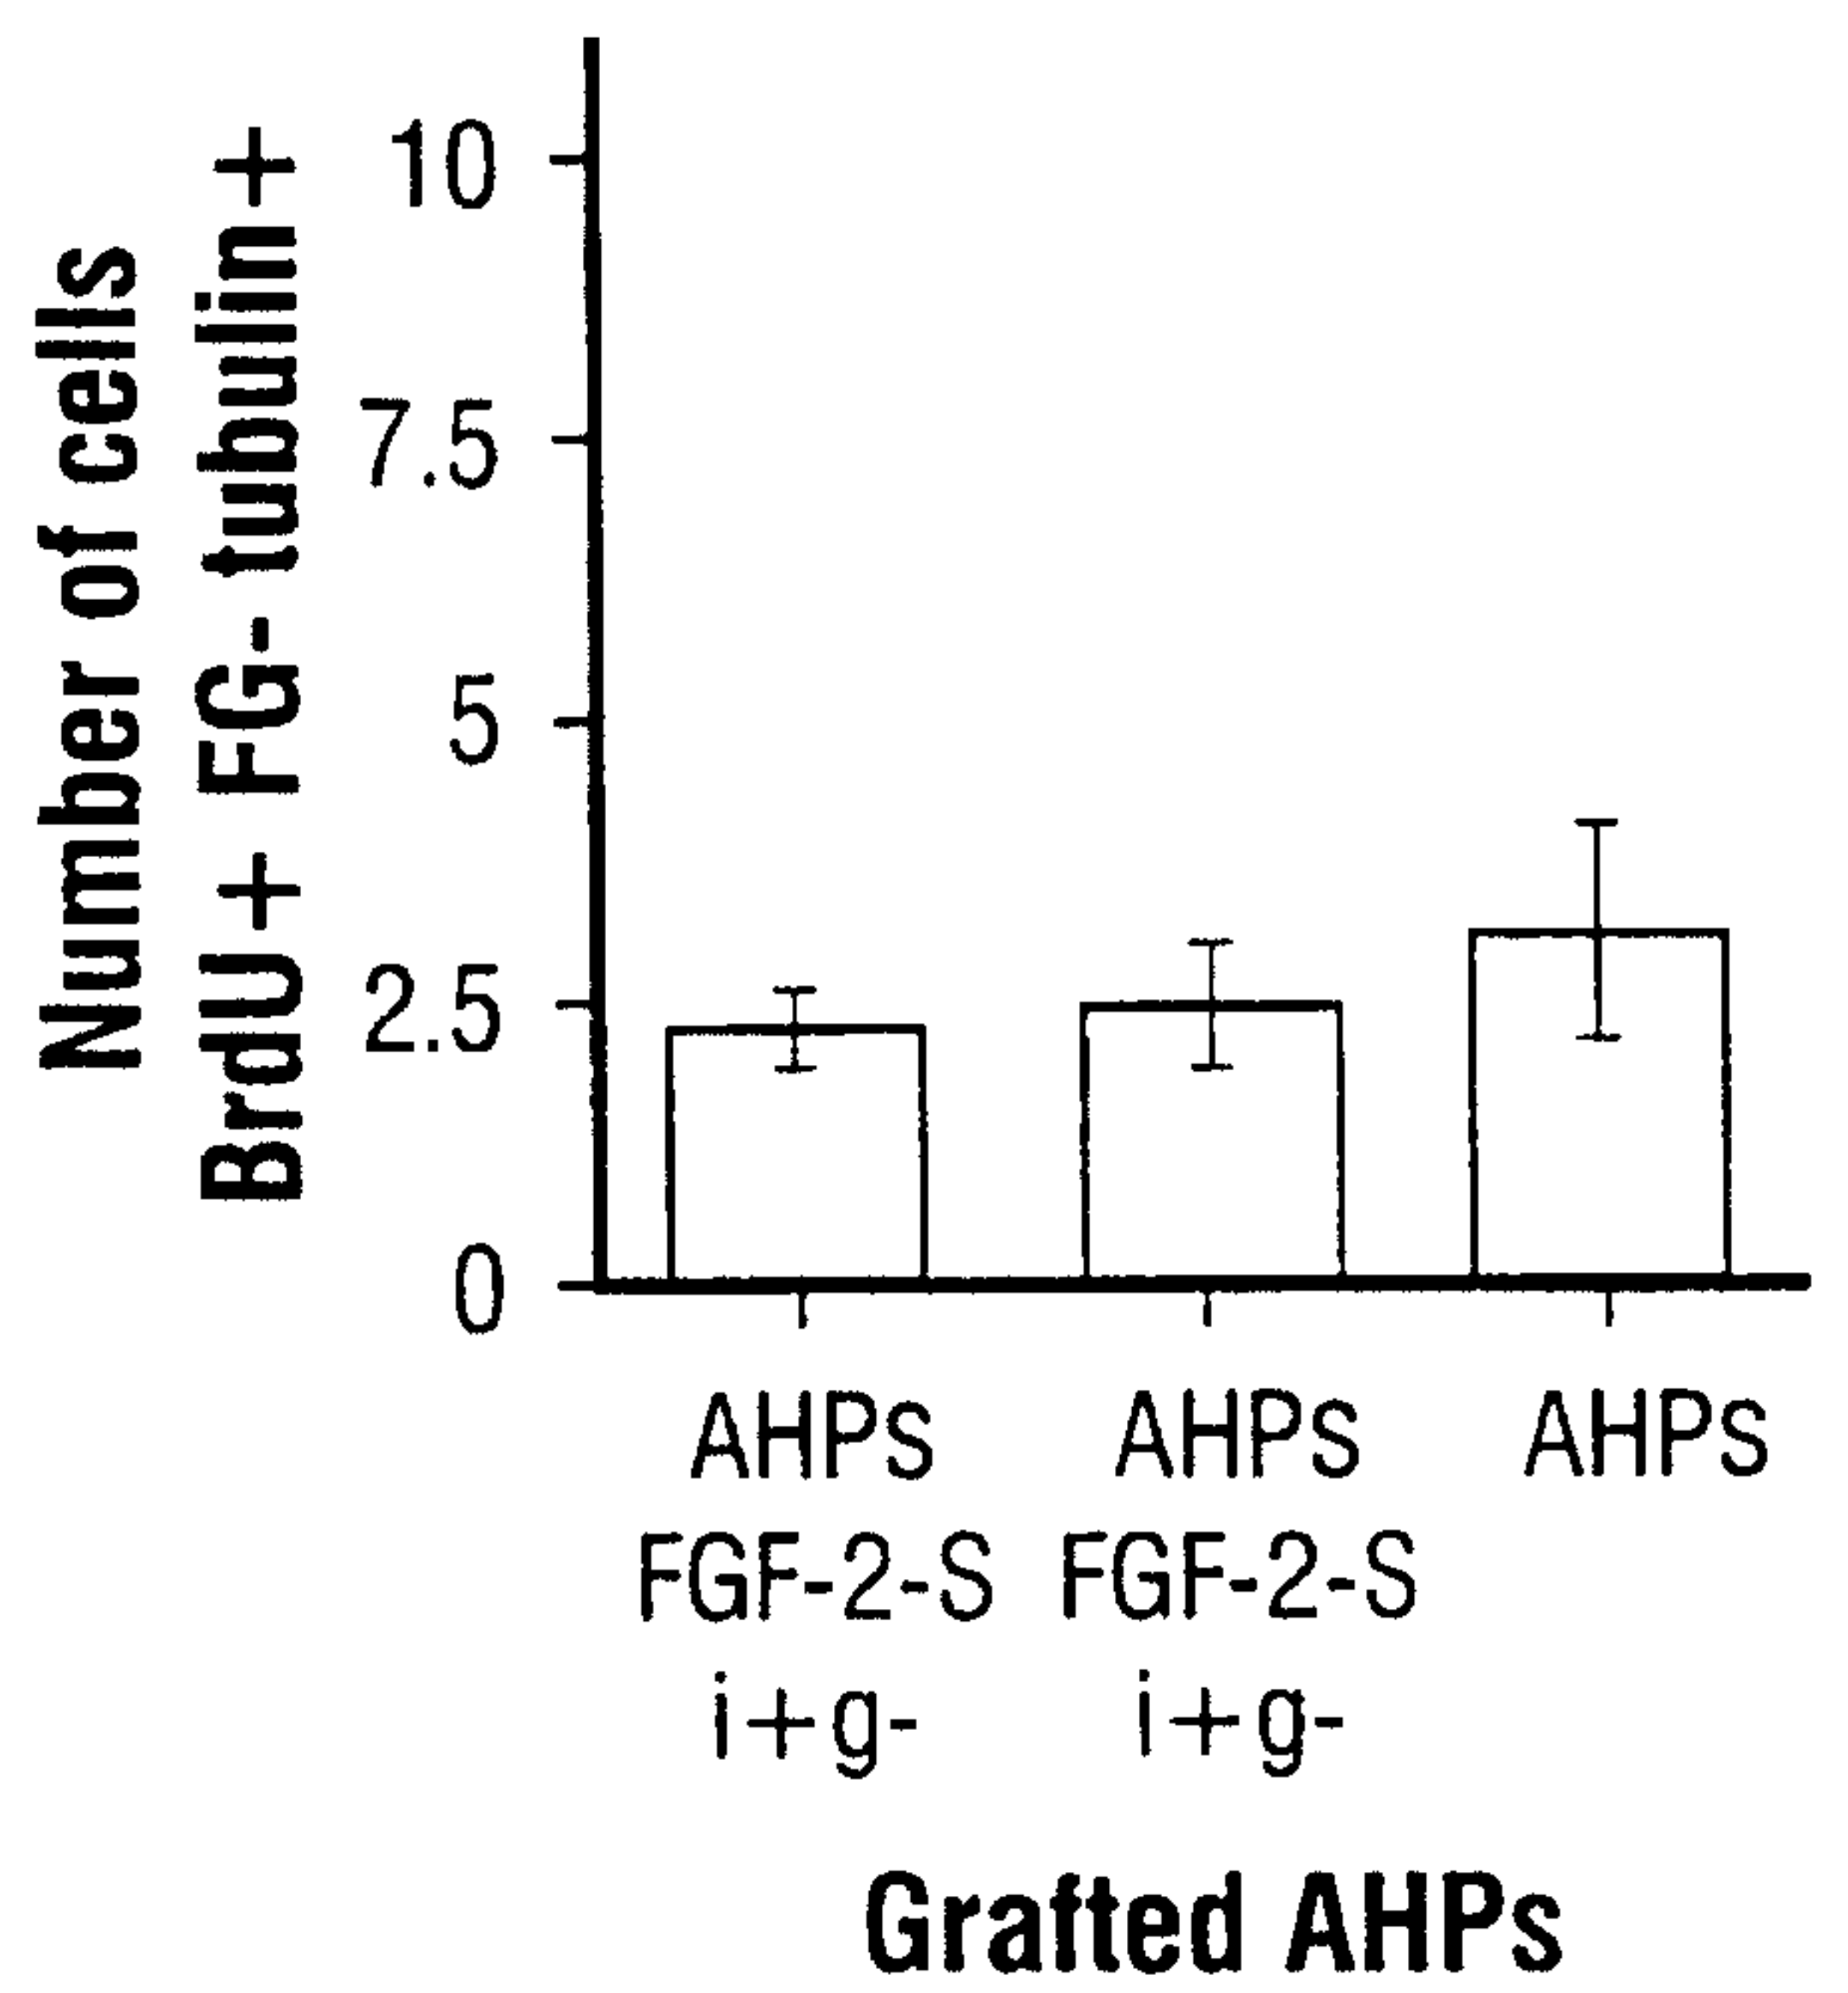 Number of cells
BrdU+ FG- tubulin+
10
7.5
5
2.5
0
AHPS AHPS AHPS
FGF-2-S FGF-2-S
i+g- i+g-
Grafted AHPs